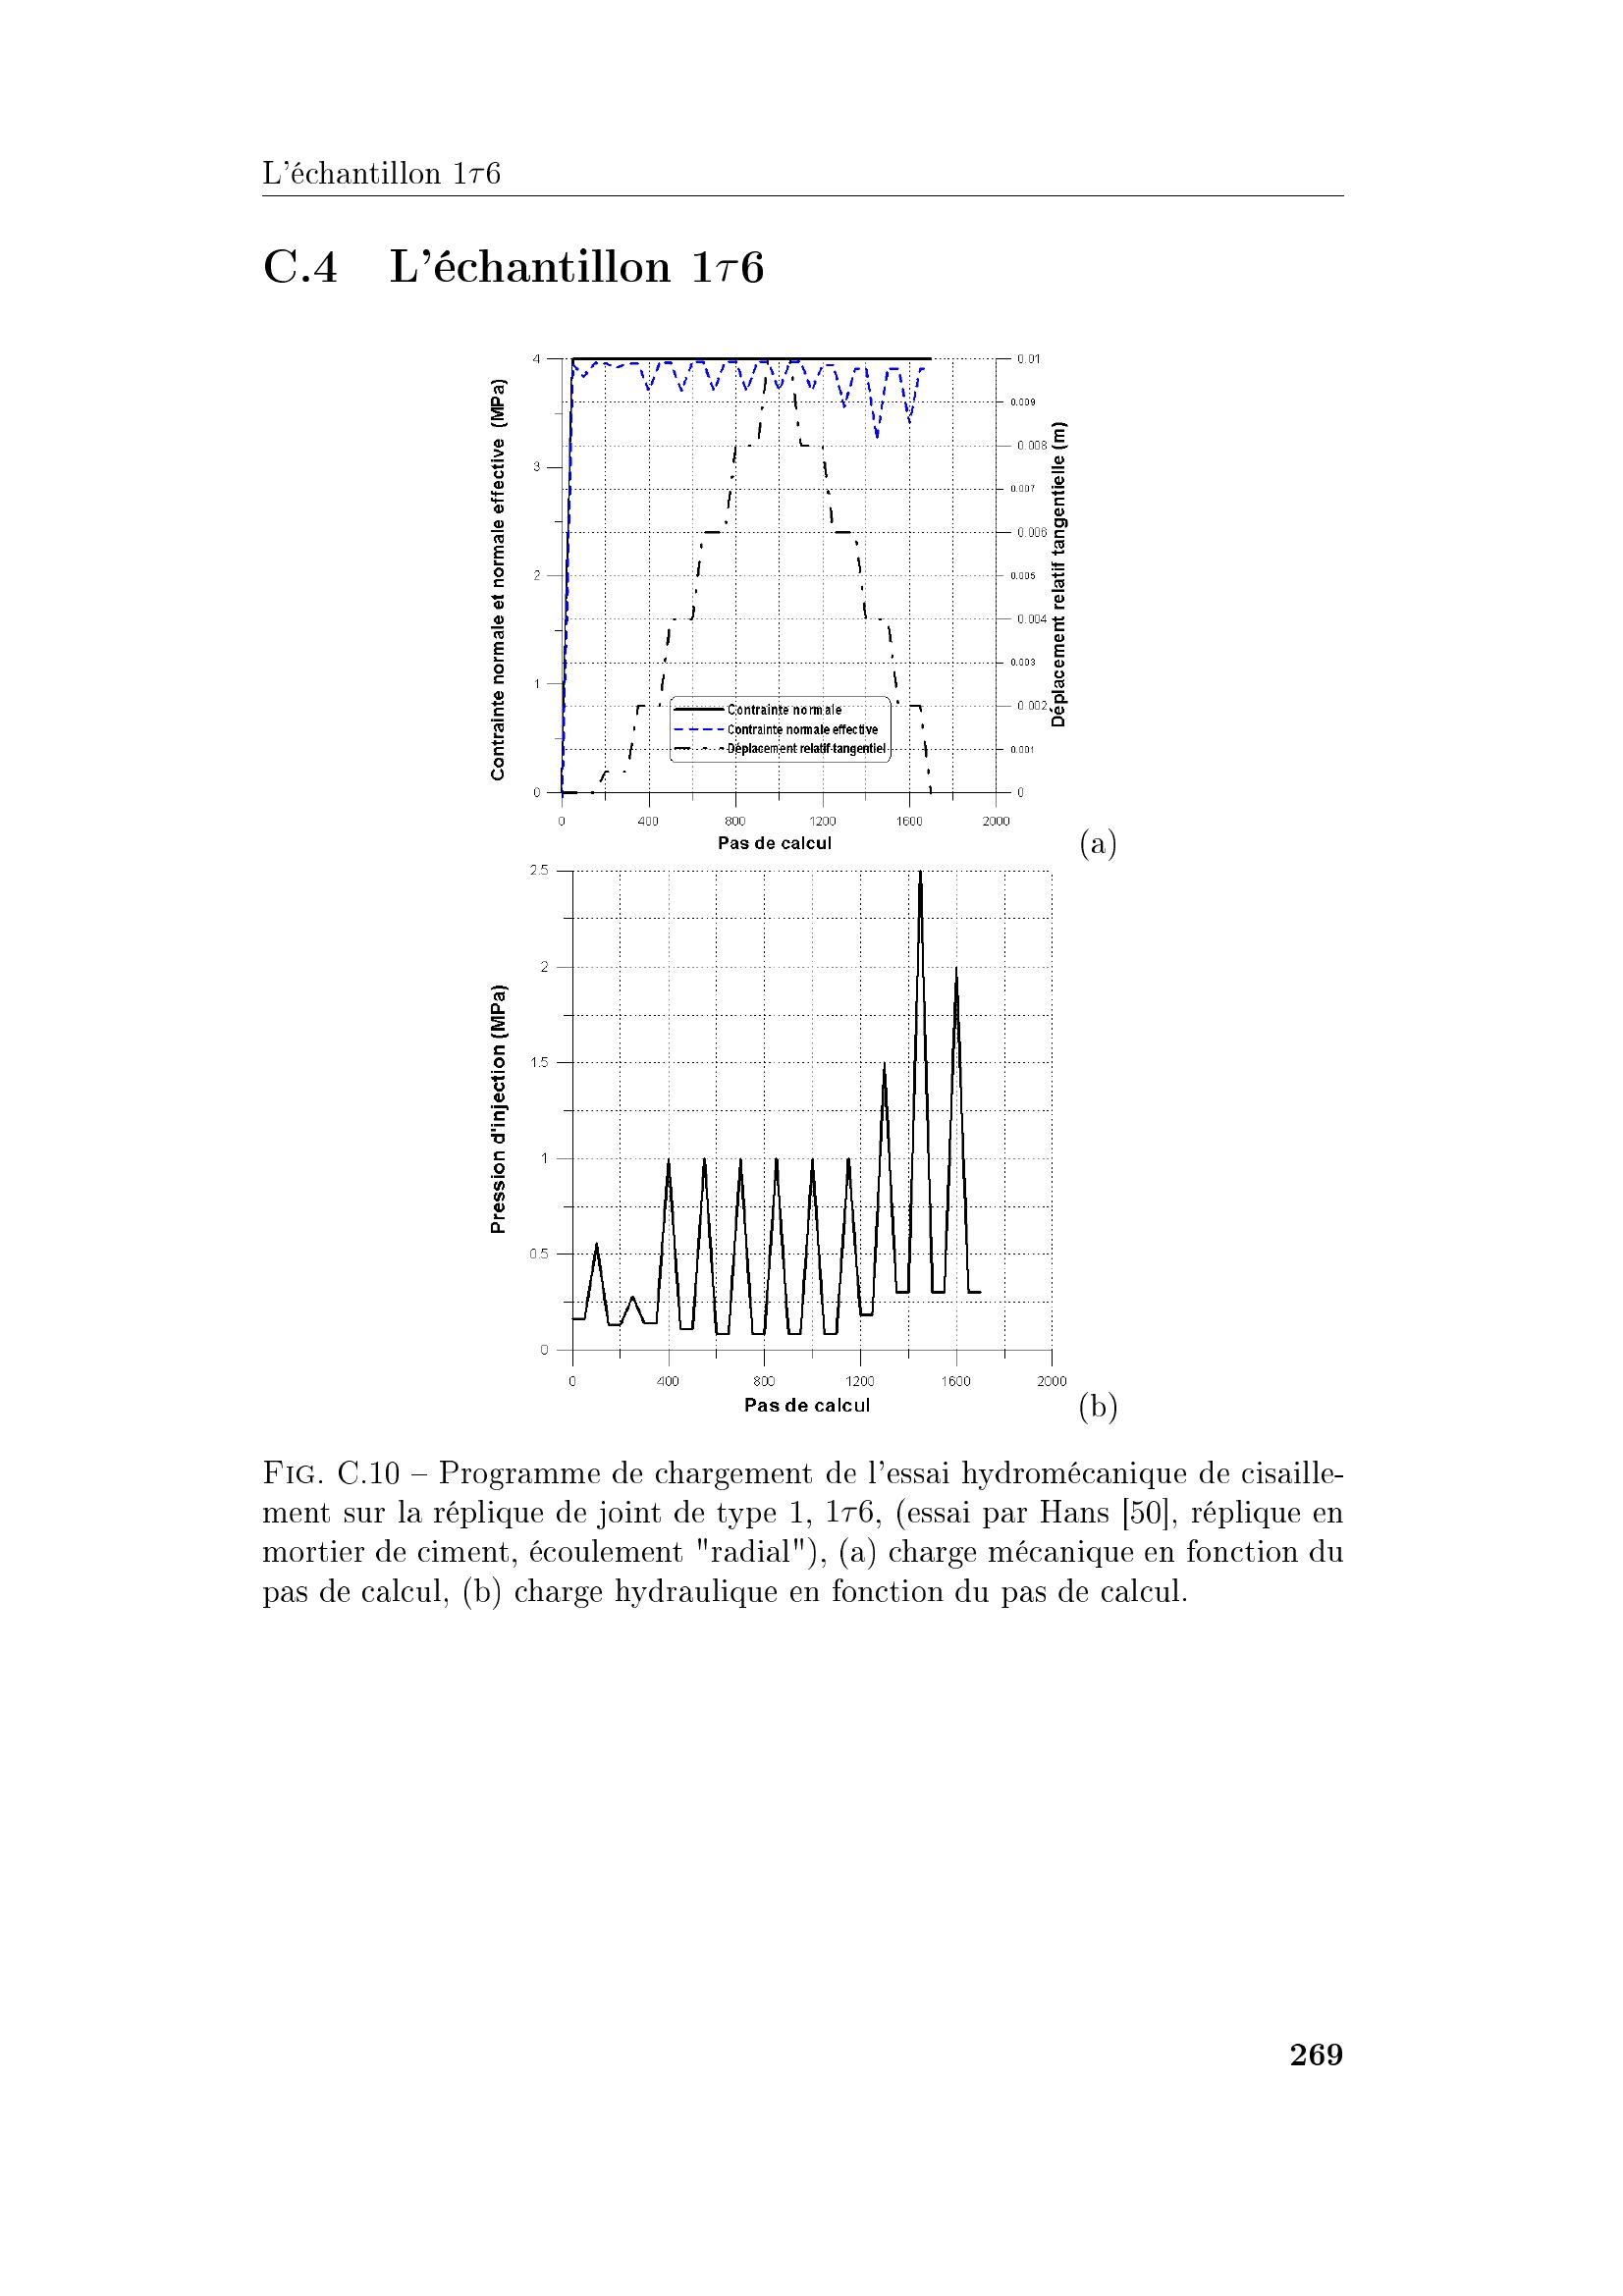 L'échantillon 1τ6
C.4 L'échantillon 1τ6
4
3
2
1
0
Contrainte normale et normale effective (MPa)
0.01
0.009
0.008
0.007
0.006
0.005
0.004
0.003
0.002
0.001
0
Déplacement relatif tangentielle (m)
Contrainte normale
Contrainte normale effective
Déplacement relatif tangentiel
0 400 800 1200 1600 2000
Pas de calcul
(a)
2.5
2
1.5
1
0.5
0
Pression d'injection (MPa)
0 400 800 1200 1600 2000
Pas de calcul
(b)
FIG. C.10 – Programme de chargement de l'essai hydromécanique de cisaille-
ment sur la réplique de joint de type 1, 1τ6, (essai par Hans [50], réplique en
mortier de ciment, écoulement "radial"), (a) charge mécanique en fonction du
pas de calcul, (b) charge hydraulique en fonction du pas de calcul.
269